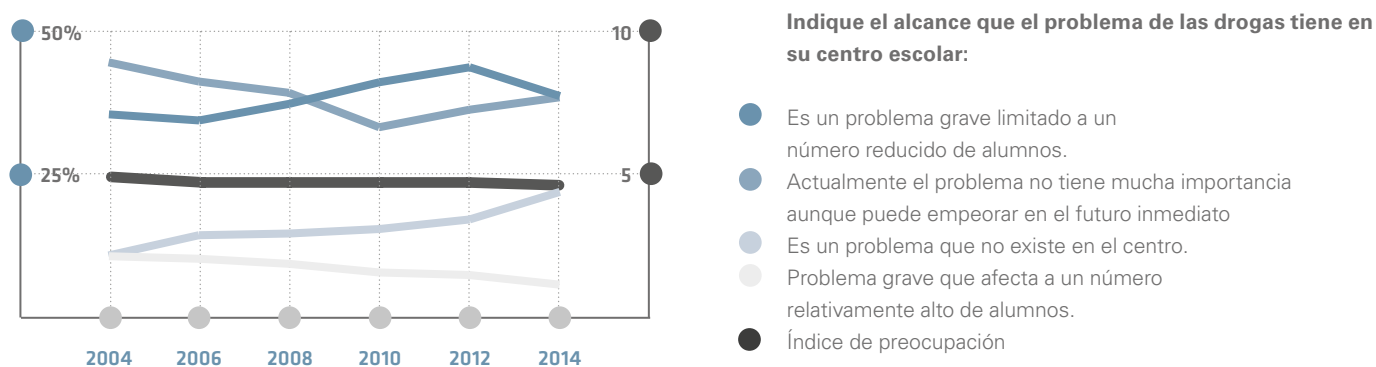 50%
10
25%
5
2004 2006 2008 2010 2012 2014
Indique el alcance que el problema de las drogas tiene en
su centro escolar:
Es un problema grave limitado a un
número reducido de alumnos.
Actualmente el problema no tiene mucha importancia
aunque puede empeorar en el futuro inmediato
Es un problema que no existe en el centro.
Problema grave que afecta a un número
relativamente alto de alumnos.
Índice de preocupación